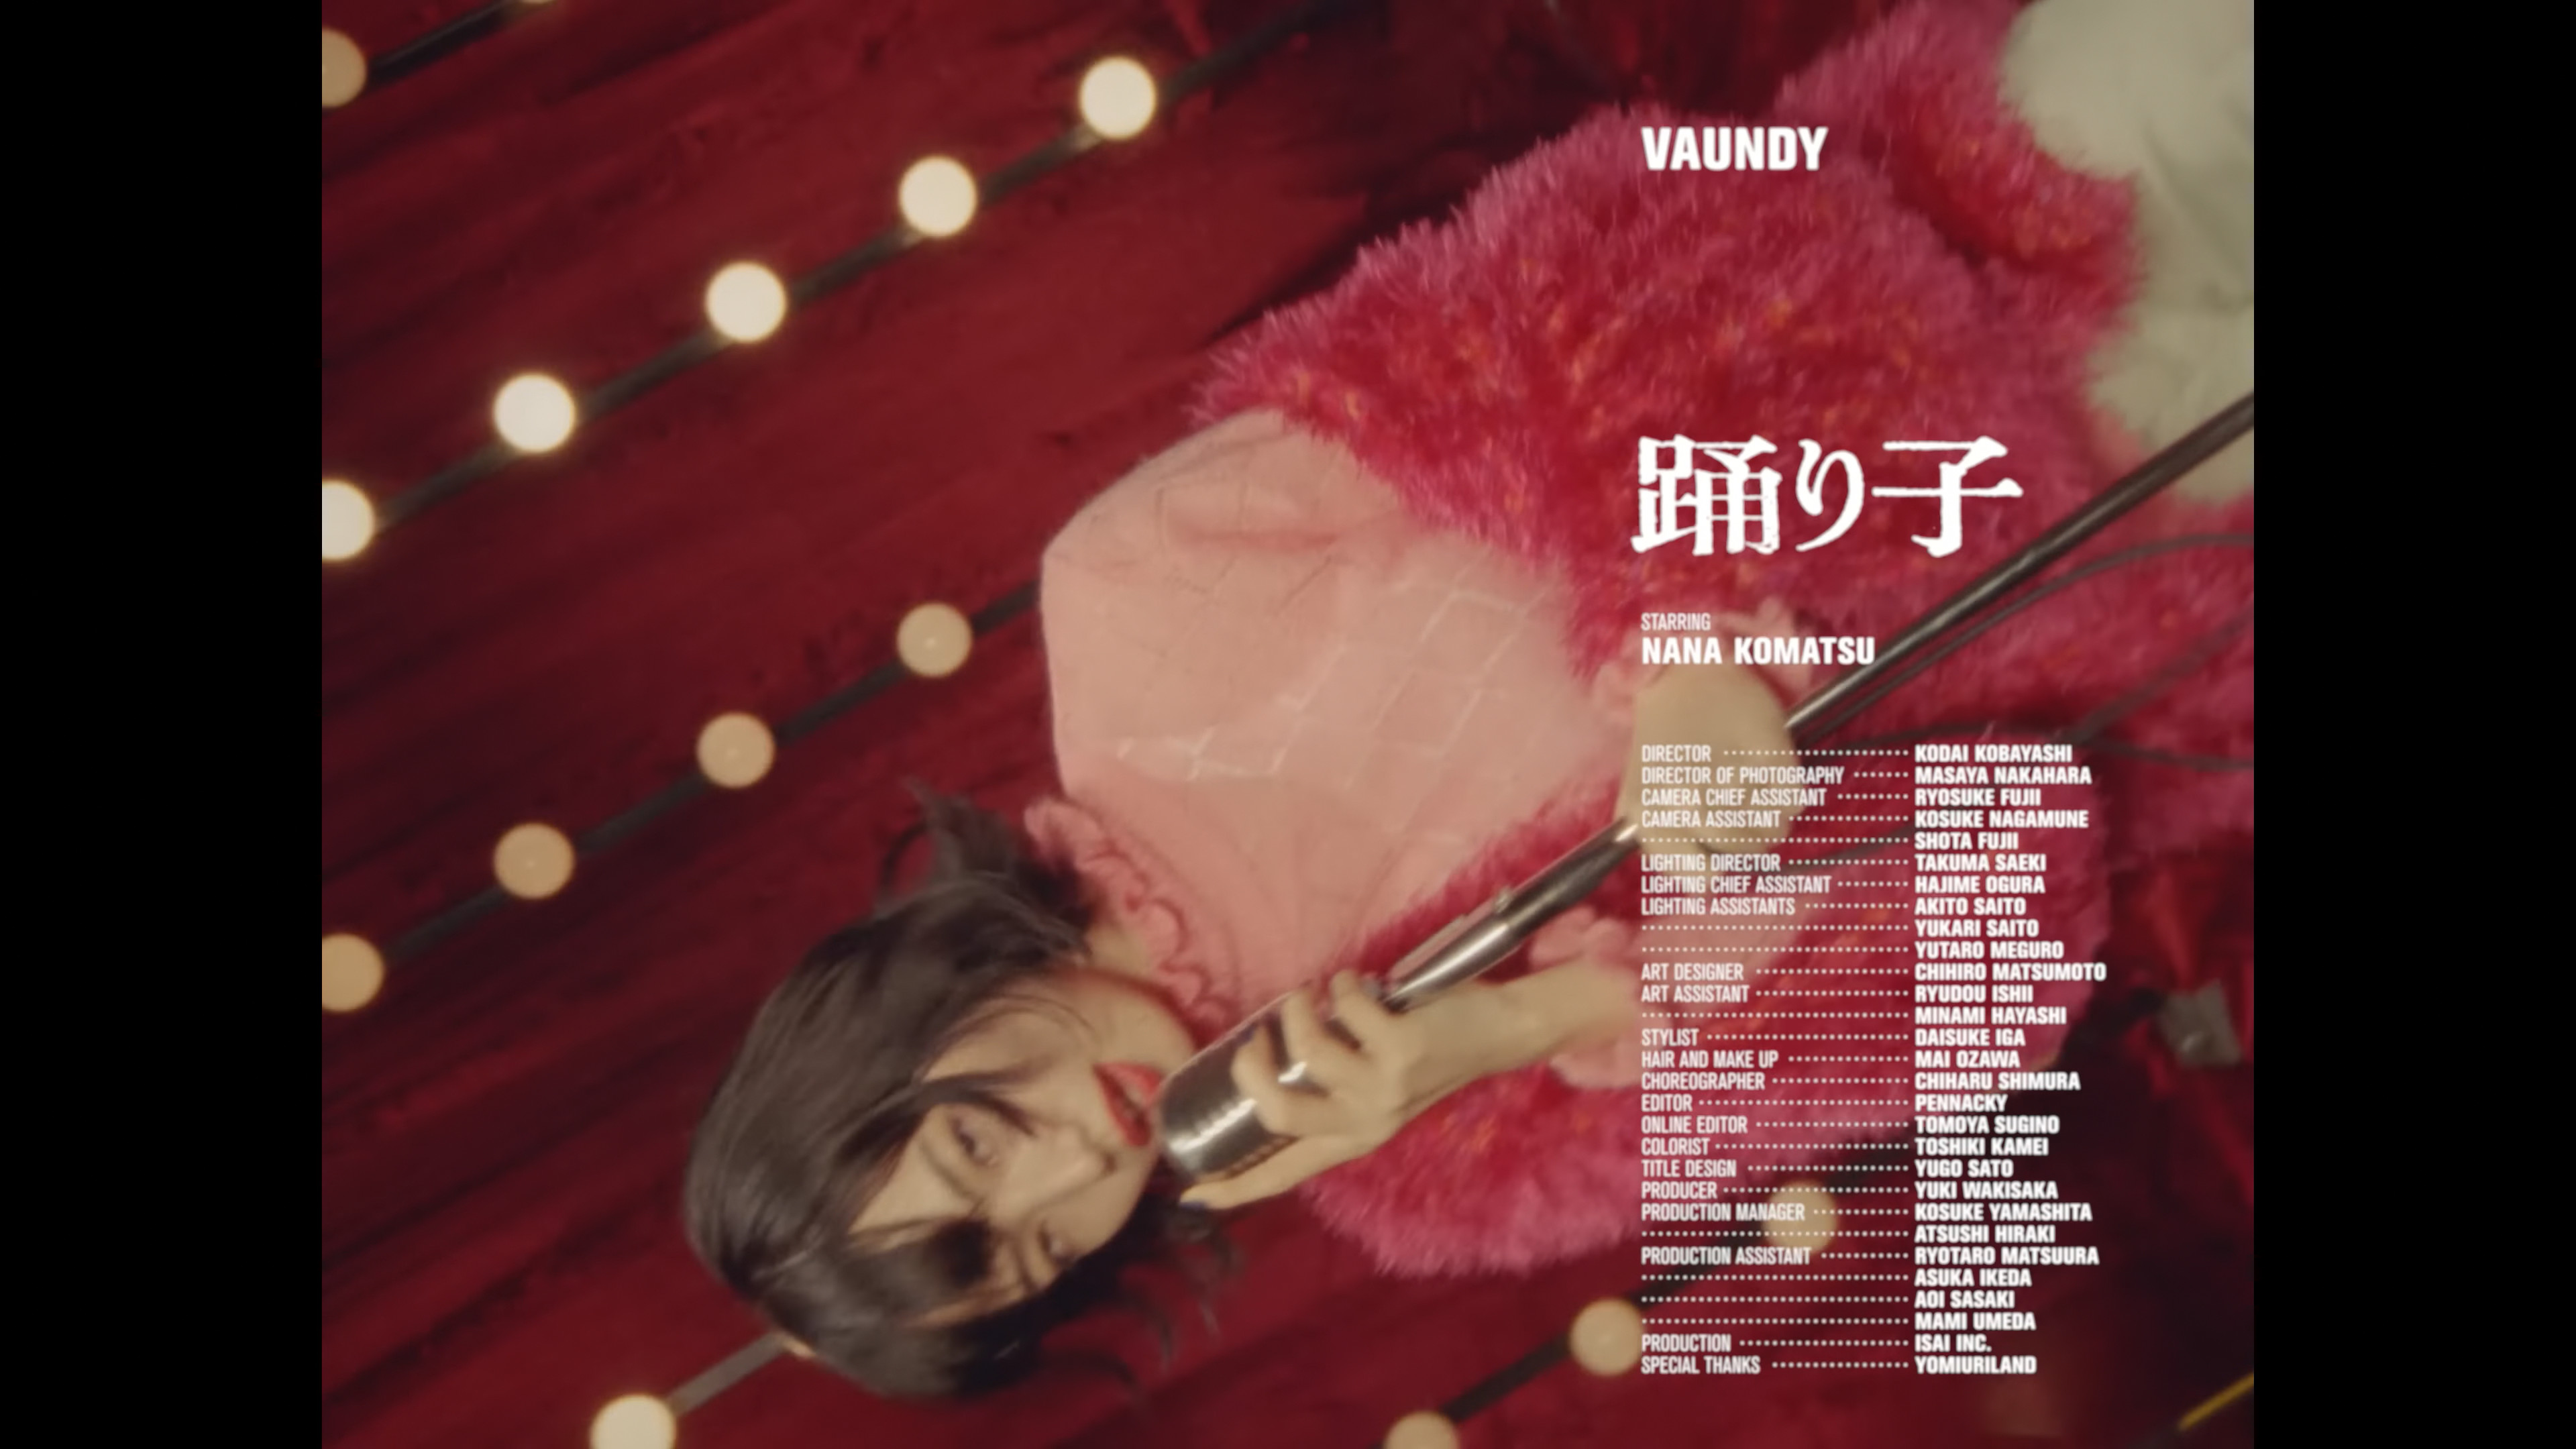 VAUNDY
踊り子
STARRING
NANA KOMATSU
DIRECTOR ························ KODAI KOBAYASHI
DIRECTOR OF PHOTOGRAPHY ······· MASAYA NAKAHARA
CAMERA CHIEF ASSISTANT ········· RYOSUKE FUJII
CAMERA ASSISTANT ··············· KOSUKE NAGAMUNE
·································· SHOTA FUJII
LIGHTING DIRECTOR ··············· TAKUMA SAEKI
LIGHTING CHIEF ASSISTANT ········· HAJIME OGURA
LIGHTING ASSISTANTS ············· AKITO SAITO
·································· YUKARI SAITO
·································· YUTARO MEGURO
ART DESIGNER ···················· CHIHIRO MATSUMOTO
ART ASSISTANT ···················· RYUDOU ISHII
·································· MINAMI HAYASHI
STYLIST ··························· DAISUKE IGA
HAIR AND MAKE UP ··············· MAI OZAWA
CHOREOGRAPHER ················· CHIHARU SHIMURA
EDITOR ··························· PENNACKY
ONLINE EDITOR ···················· TOMOYA SUGINO
COLORIST ························· TOSHIKI KAMEI
TITLE DESIGN ····················· YUGO SATO
PRODUCER ························ YUKI WAKISAKA
PRODUCTION MANAGER ············ KOSUKE YAMASHITA
·································· ATSUSHI HIRAKI
PRODUCTION ASSISTANT ··········· RYOTARO MATSUURA
·································· ASUKA IKEDA
·································· AOI SASAKI
·································· MAMI UMEDA
PRODUCTION ······················ ISAI INC.
SPECIAL THANKS ·················· YOMIURILAND